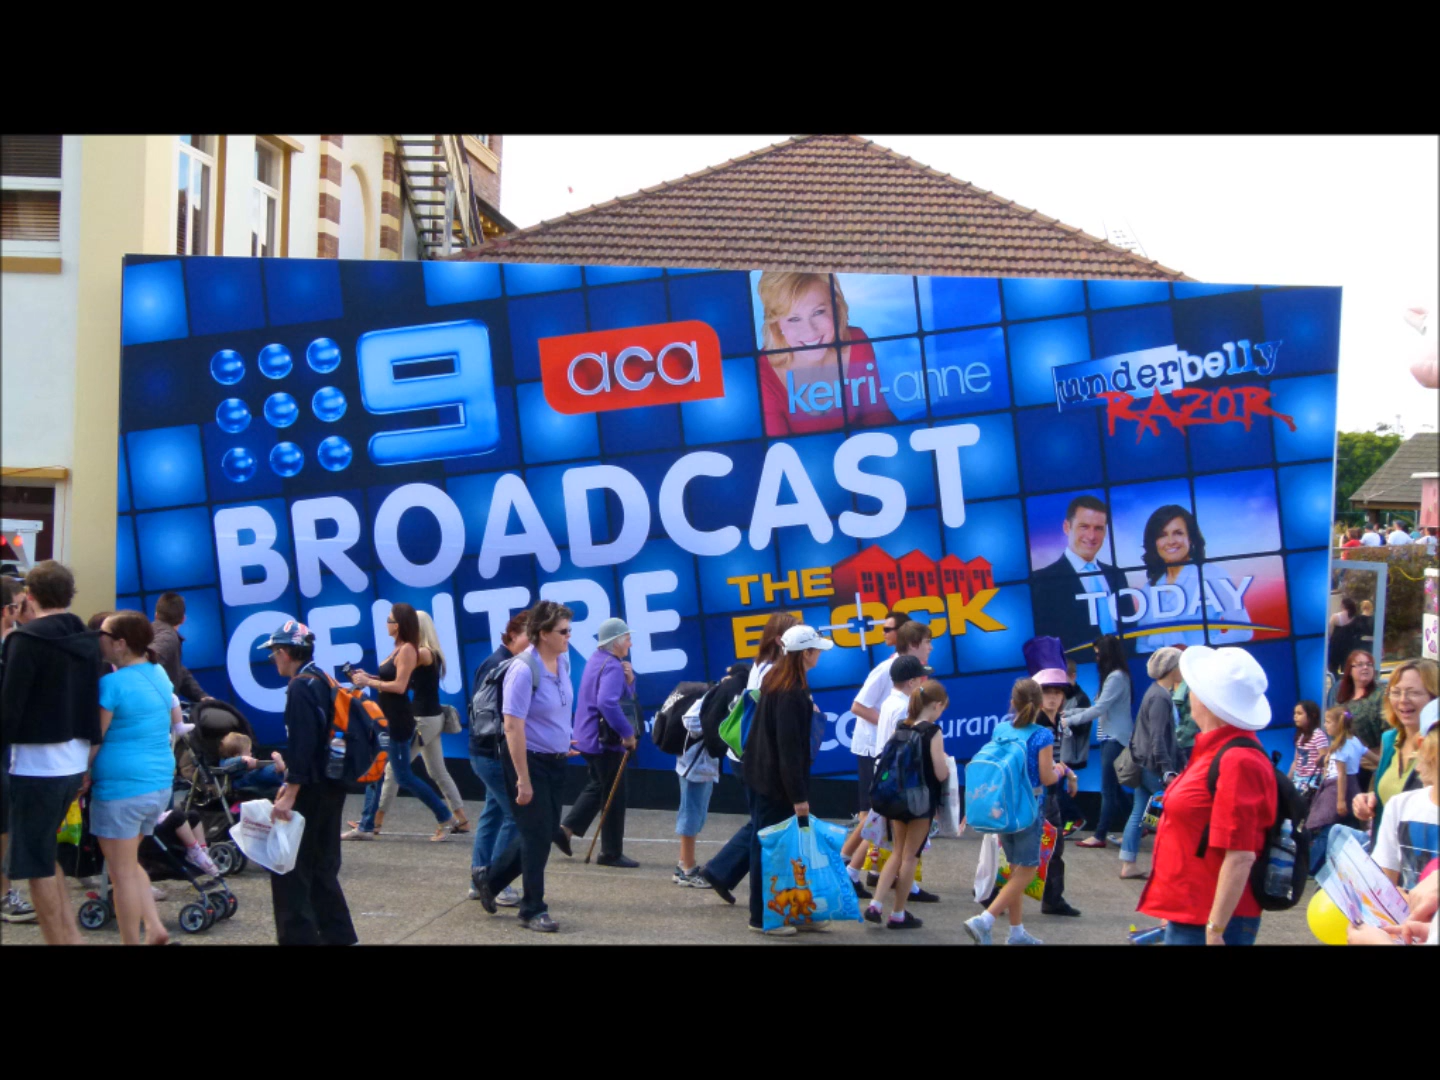 9
aca
kerri-anne
underbelly
RAZOR
BROADCAST
CENTRE
THE
BLOCK
TODAY